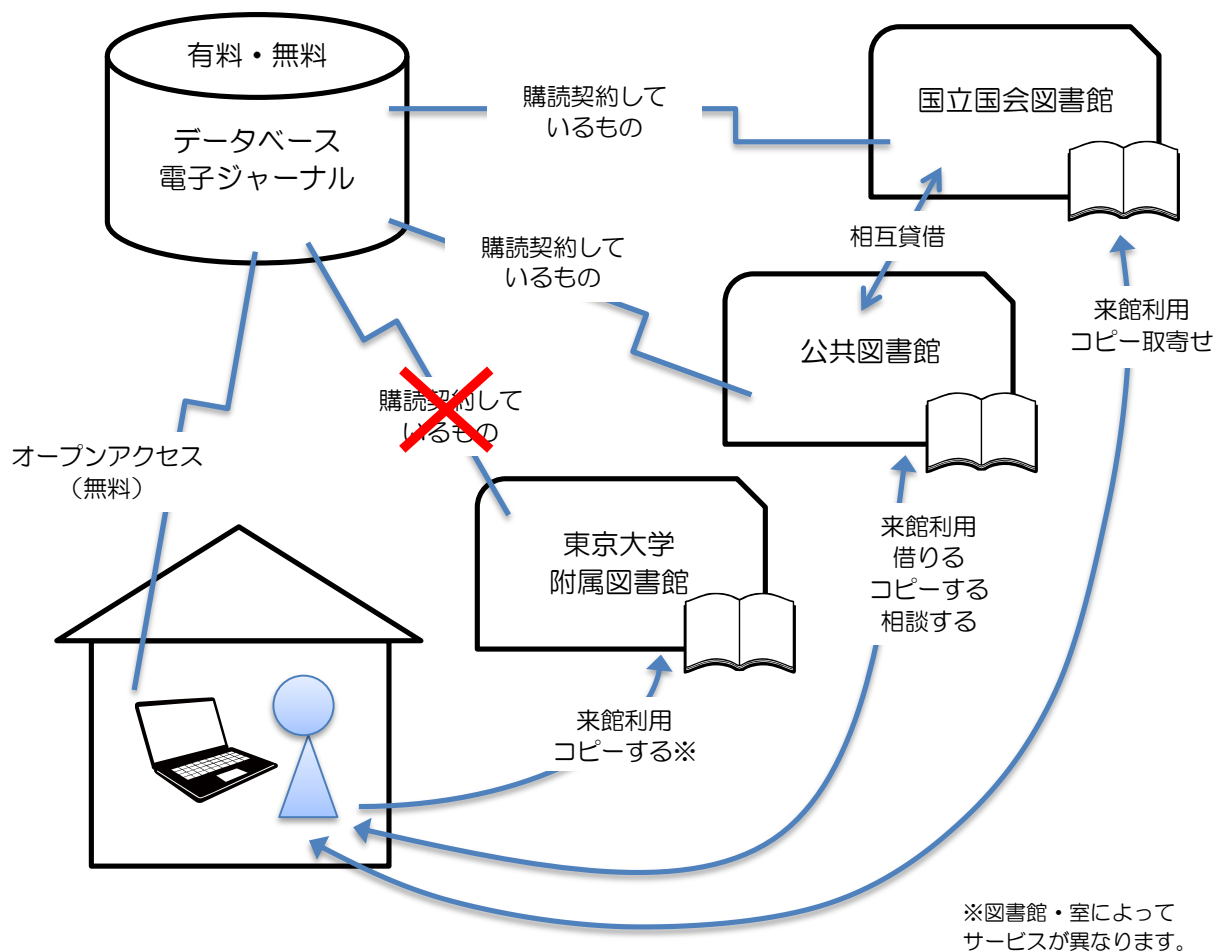 有料・無料
データベース
電子ジャーナル
購読契約して
いるもの
国立国会図書館
購読契約して
いるもの
相互貸借
公共図書館
来館利用
コピー取寄せ
購読契約して
いるもの
オープンアクセス
（無料）
東京大学
附属図書館
来館利用
借りる
コピーする
相談する
来館利用
コピーする※
※図書館・室によって
サービスが異なります。